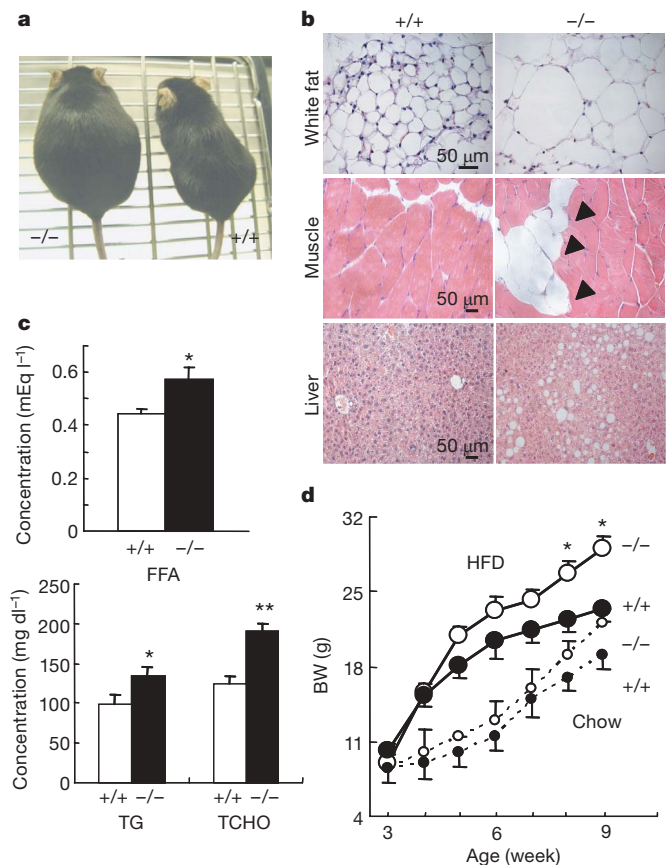 a
−/−
+/+
b
+/+
−/−
White fat
50 µm
Muscle
50 µm
Liver
50 µm
c
Concentration (mEq l⁻¹)
0.6
0.4
0.2
0
*
+/+ −/−
FFA
Concentration (mg dl⁻¹)
200
150
100
50
0
*
**
+/+ −/− +/+ −/−
TG TCHO
d
BW (g)
32
25
18
11
4
HFD
* *
−/−
+/+
−/−
+/+
Chow
3 6 9
Age (week)